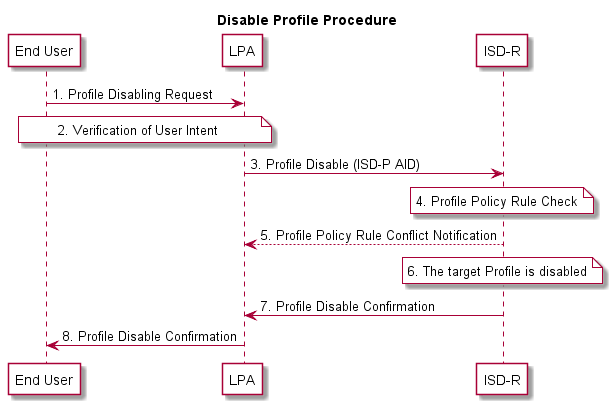 Disable Profile Procedure
End User LPA ISD-R
1. Profile Disabling Request
2. Verification of User Intent
3. Profile Disable (ISD-P AID)
4. Profile Policy Rule Check
5. Profile Policy Rule Conflict Notification
6. The target Profile is disabled
7. Profile Disable Confirmation
8. Profile Disable Confirmation
End User LPA ISD-R